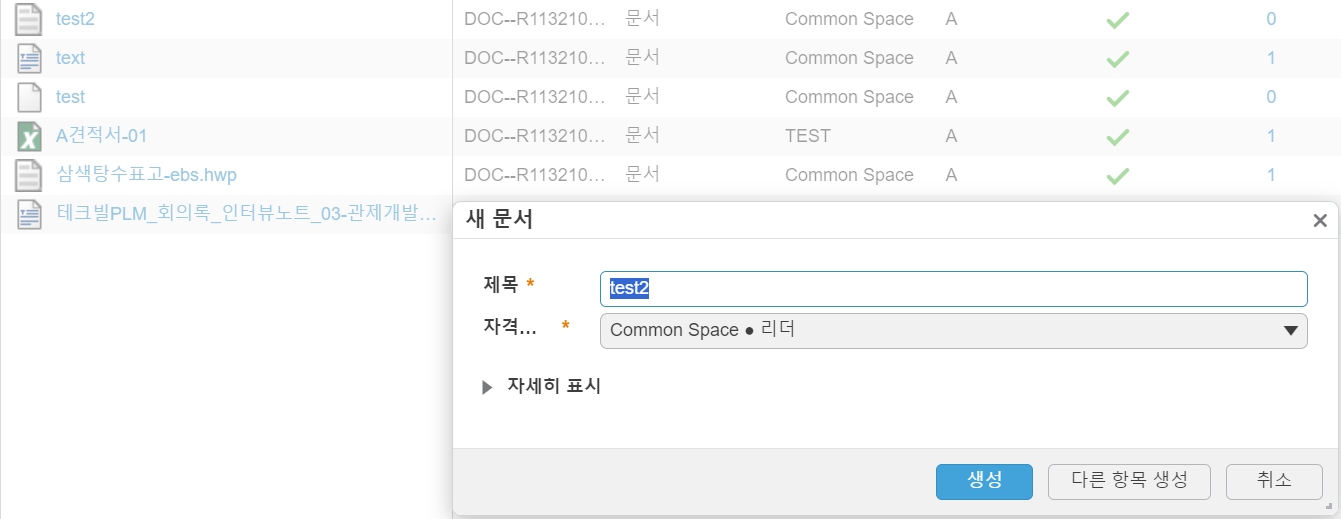 test2 DOC--R113210... 문서 Common Space A 0
text DOC--R113210... 문서 Common Space A 1
test DOC--R113210... 문서 Common Space A 0
A견적서-01 DOC--R113210... 문서 TEST A 1
삼색탕수표고-ebs.hwp DOC--R113210... 문서 Common Space A 1
테크빌PLM_회의록_인터뷰노트_03-관제개발...
새 문서
제목 * test2
자격... * Common Space ● 리더
자세히 표시
생성 다른 항목 생성 취소